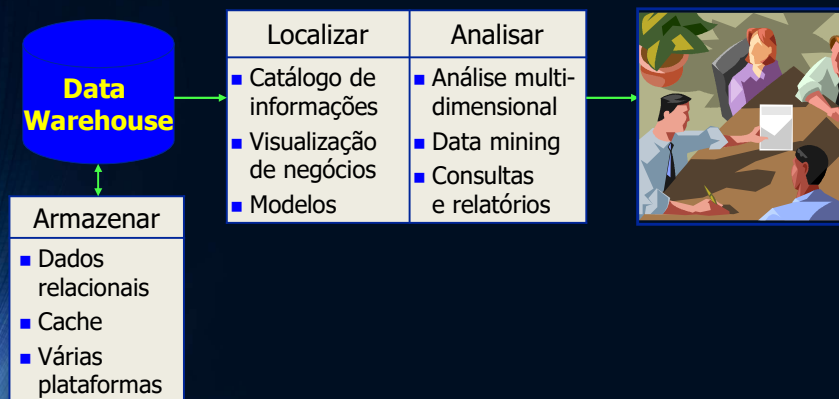 Data
Warehouse
Localizar
Catálogo de
informações
Visualização
de negócios
Modelos
Analisar
Análise multi-
dimensional
Data mining
Consultas
e relatórios
Armazenar
Dados
relacionais
Cache
Várias
plataformas